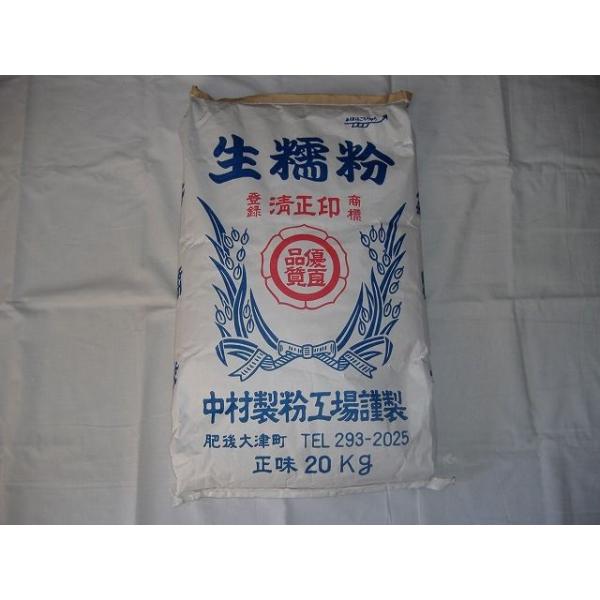 生糯粉
登録 清正印 商標
優良
品質
中村製粉工場謹製
肥後大津町 TEL 293-2025
正味 20Kg